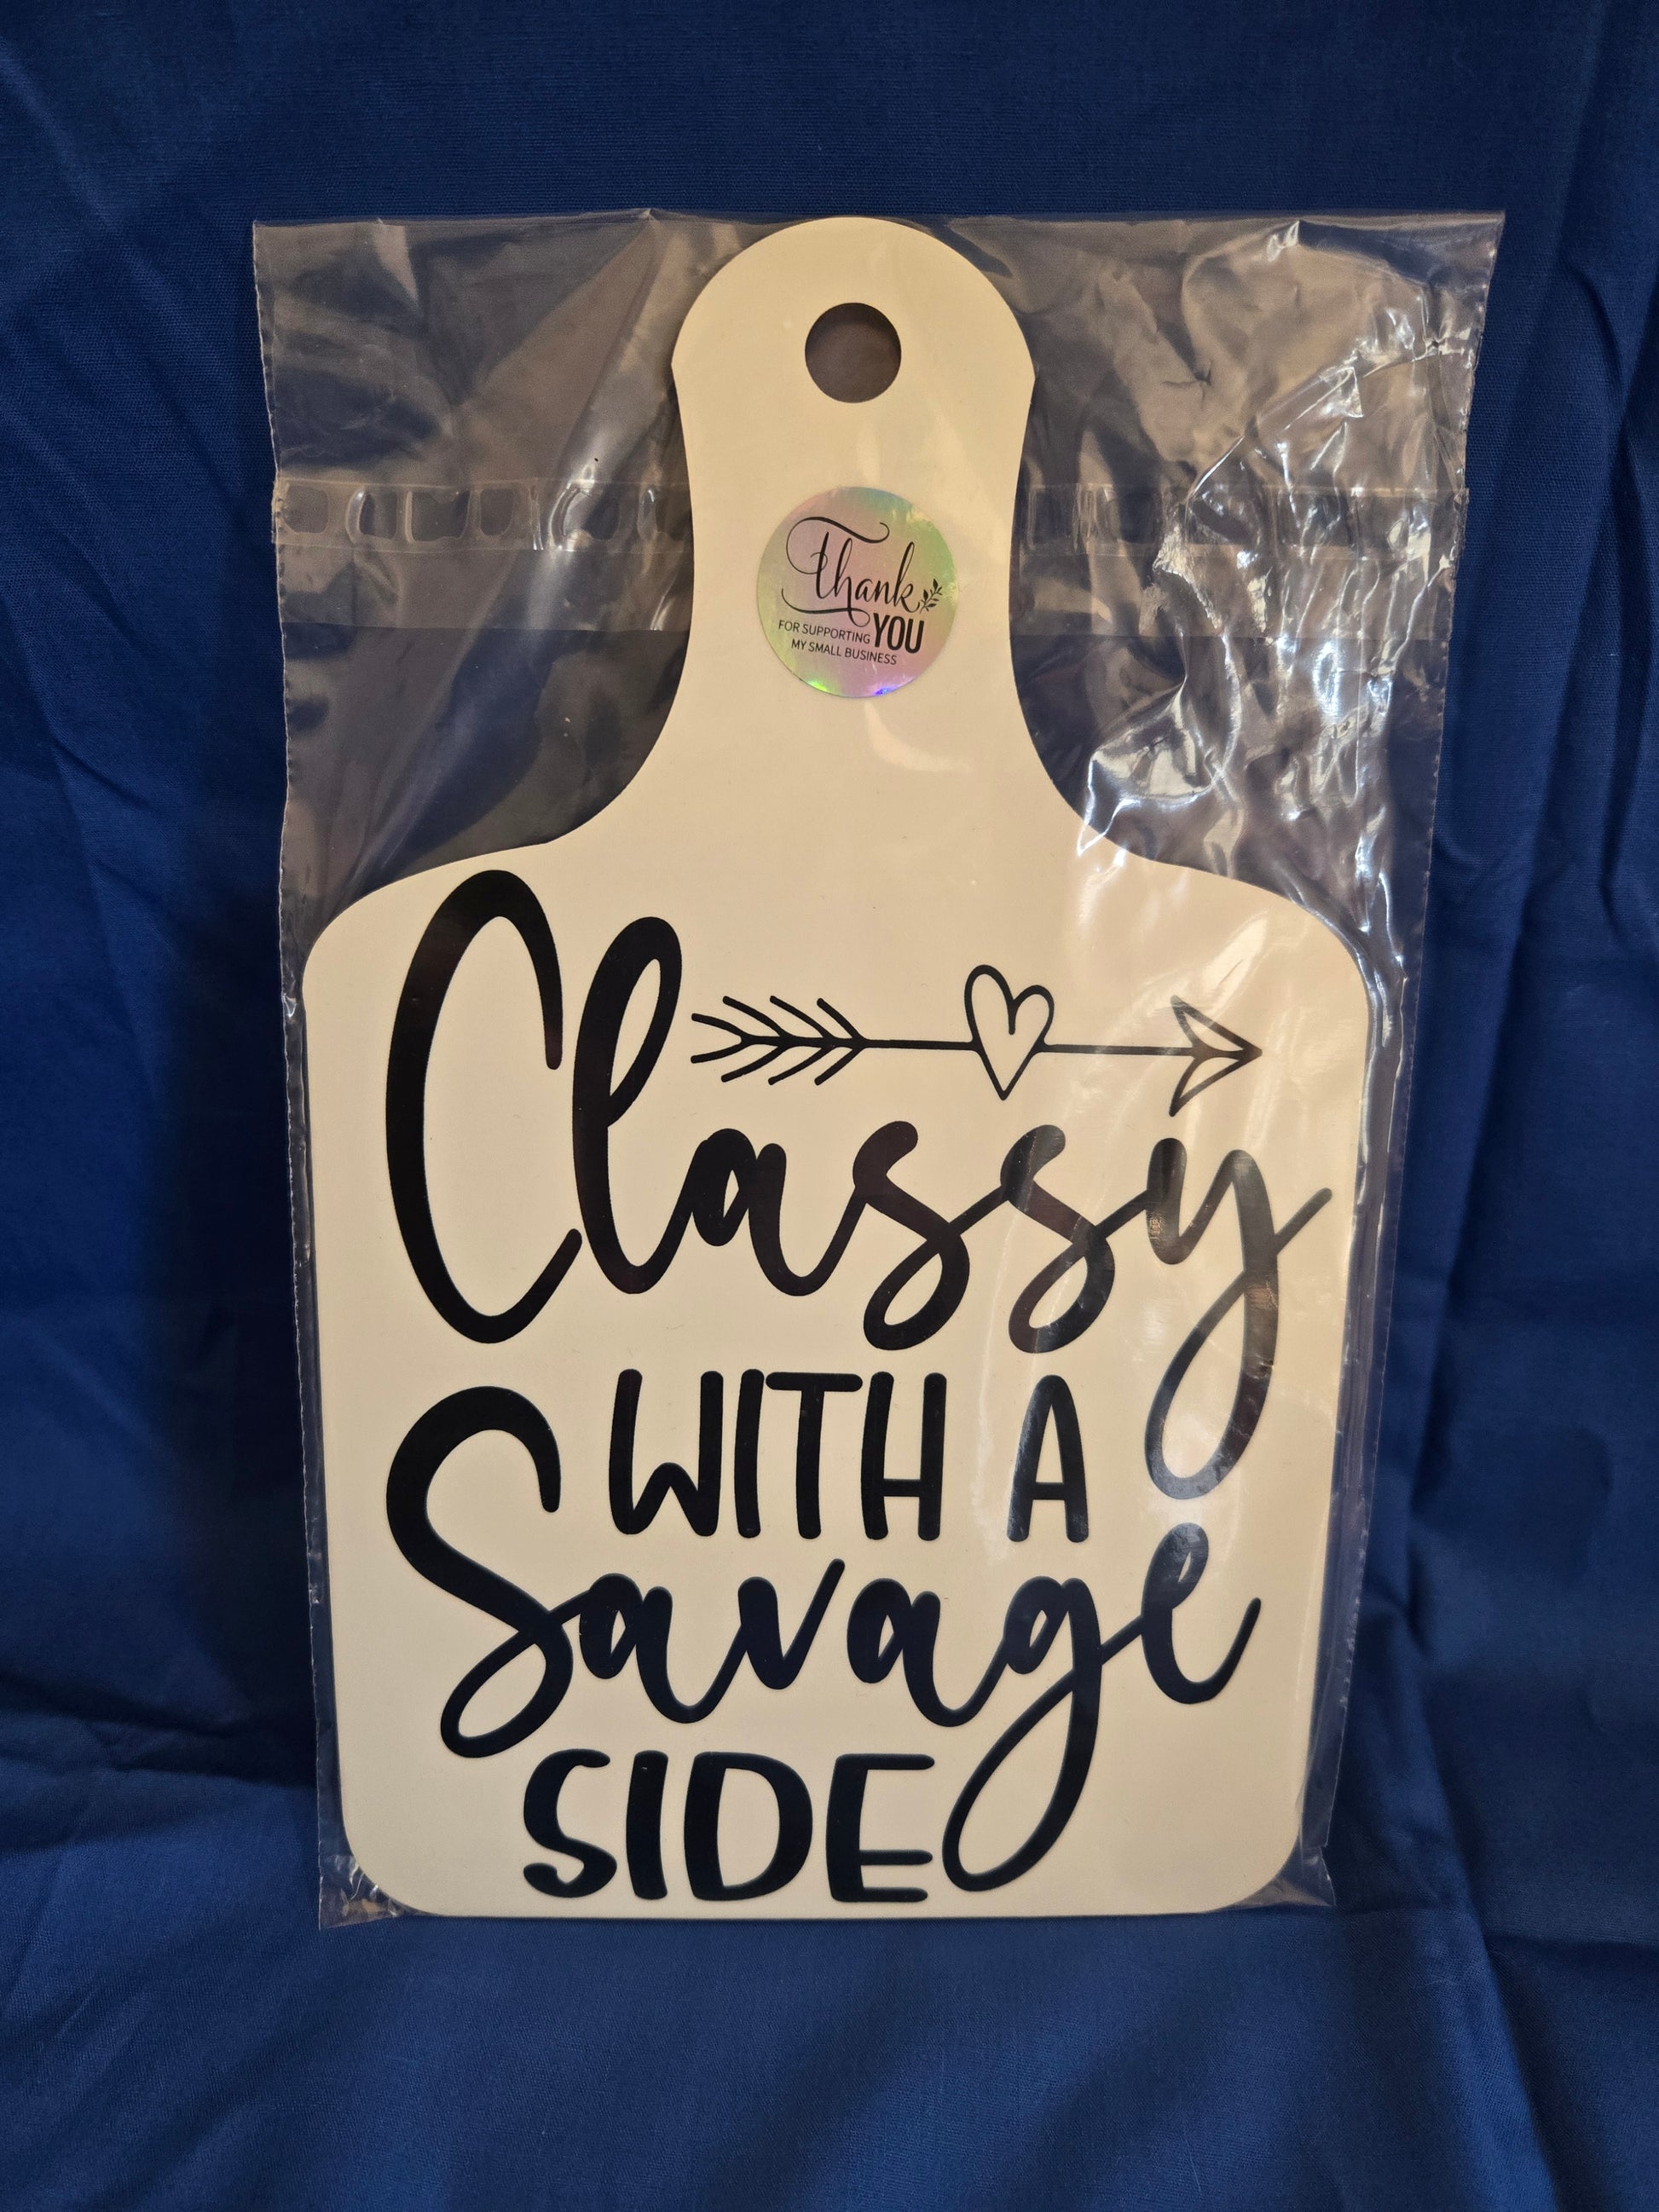 Thank
YOU
FOR SUPPORTING
MY SMALL BUSINESS
Classy
WITH A
Savage
SIDE